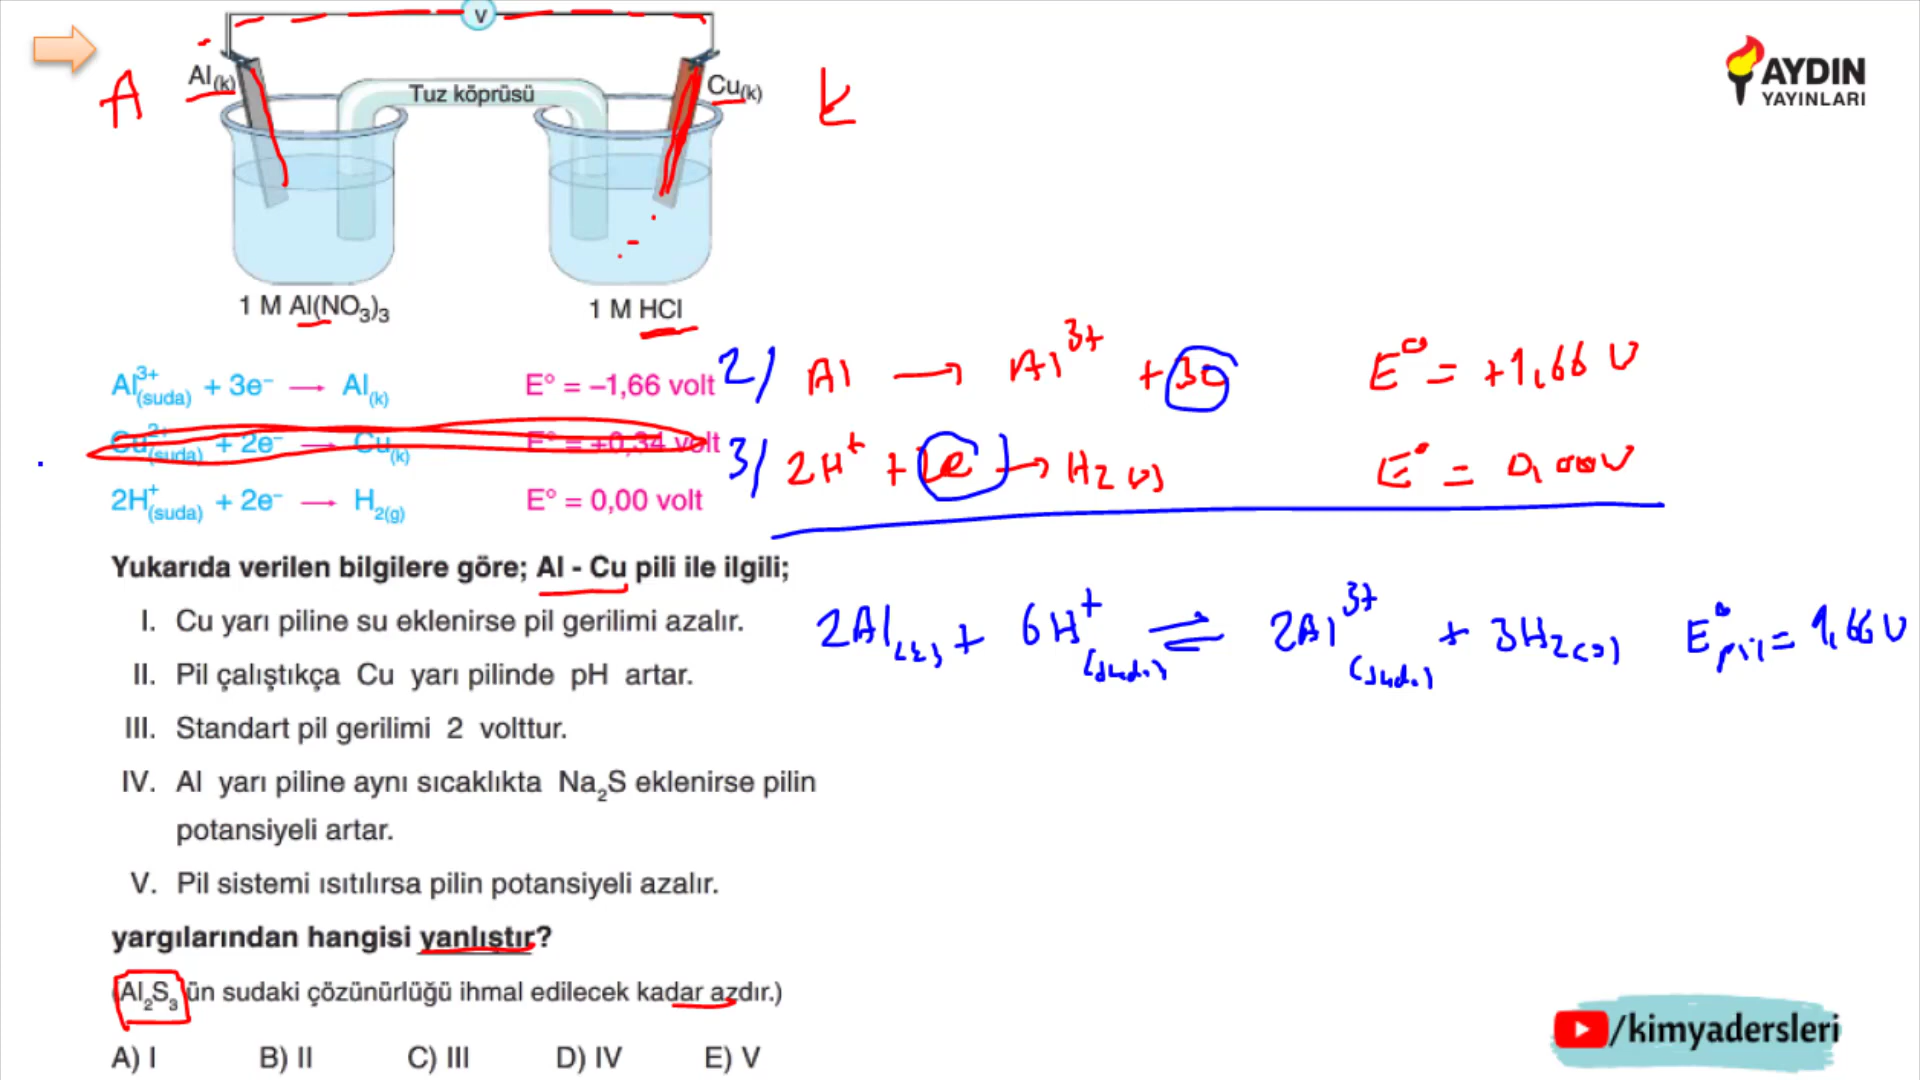 V
A
Al(k)
Tuz köprüsü
Cu(k)
k
AYDIN
YAYINLARI
1 M Al(NO₃)₃
1 M HCl
Al³⁺(suda) + 3e⁻ → Al(k) E° = –1,66 volt
2/ Al → Al³⁺ + 3e E° = +1,66 V
Cu²⁺(suda) + 2e⁻ → Cu(k) E° = +0,34 volt
3/ 2H⁺ + 2e → H₂(g) E° = 0,00 V
2H⁺(suda) + 2e⁻ → H₂(g) E° = 0,00 volt
Yukarıda verilen bilgilere göre; Al - Cu pili ile ilgili;
2Al(k) + 6H⁺(suda) ⇌ 2Al³⁺(suda) + 3H₂(g) E°pil = 1,66 V
I. Cu yarı piline su eklenirse pil gerilimi azalır.
II. Pil çalıştıkça Cu yarı pilinde pH artar.
III. Standart pil gerilimi 2 volttur.
IV. Al yarı piline aynı sıcaklıkta Na₂S eklenirse pilin
potansiyeli artar.
V. Pil sistemi ısıtılırsa pilin potansiyeli azalır.
yargılarından hangisi yanlıştır?
(Al₂S₃ün sudaki çözünürlüğü ihmal edilecek kadar azdır.)
A) I B) II C) III D) IV E) V
/kimyadersleri